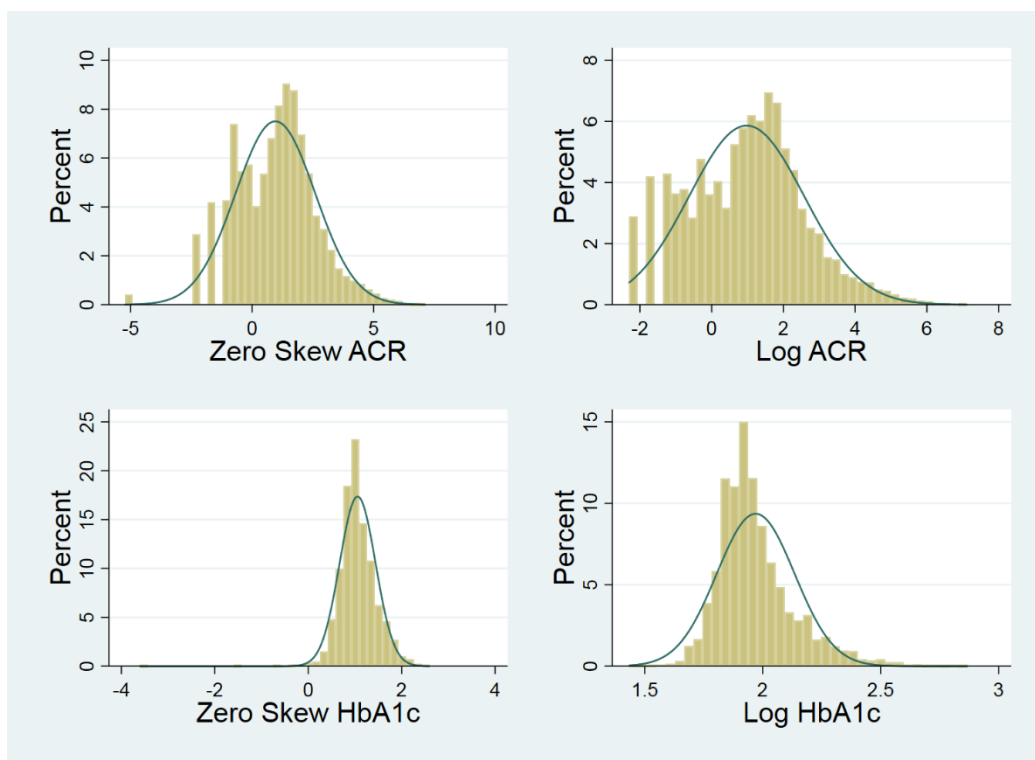 Percent
0 2 4 6 8 10
-5 0 5 10
Zero Skew ACR
Percent
0 2 4 6 8
-2 0 2 4 6 8
Log ACR
Percent
0 5 10 15 20 25
-4 -2 0 2 4
Zero Skew HbA1c
Percent
0 5 10 15
1.5 2 2.5 3
Log HbA1c